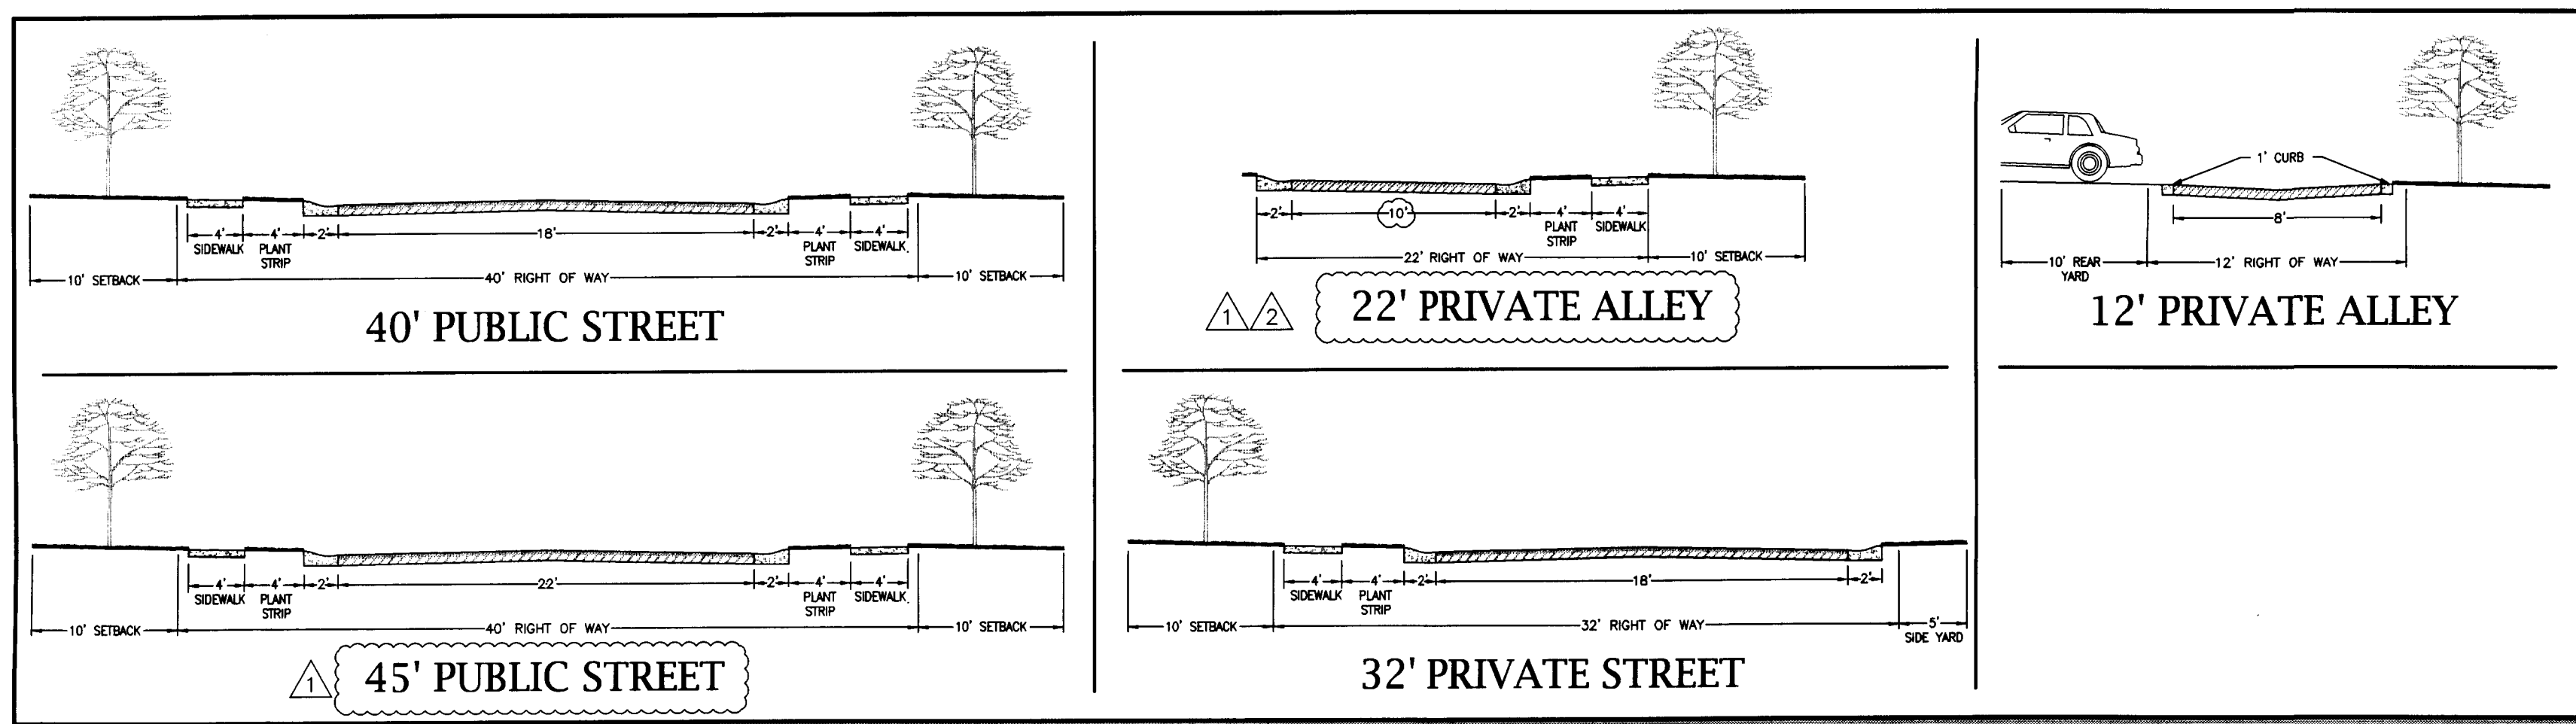 4' 4' 2' 18' 2' 4' 4'
SIDEWALK PLANT STRIP PLANT STRIP SIDEWALK
10' SETBACK 40' RIGHT OF WAY 10' SETBACK
40' PUBLIC STREET
2' 10' 2' 4' 4'
PLANT STRIP SIDEWALK
22' RIGHT OF WAY 10' SETBACK
1 2 22' PRIVATE ALLEY
1' CURB
8'
10' REAR YARD 12' RIGHT OF WAY
12' PRIVATE ALLEY
4' 4' 2' 22' 2' 4' 4'
SIDEWALK PLANT STRIP PLANT STRIP SIDEWALK
10' SETBACK 40' RIGHT OF WAY 10' SETBACK
1 45' PUBLIC STREET
4' 4' 2' 18' 2'
SIDEWALK PLANT STRIP
10' SETBACK 32' RIGHT OF WAY 5' SIDE YARD
32' PRIVATE STREET